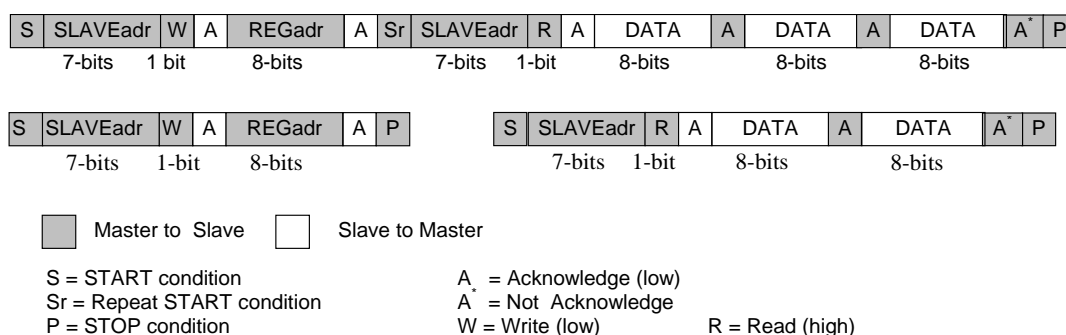 S SLAVEadr W A REGadr A Sr SLAVEadr R A DATA A DATA A DATA A* P
7-bits 1 bit 8-bits 7-bits 1-bit 8-bits 8-bits 8-bits
S SLAVEadr W A REGadr A P S SLAVEadr R A DATA A DATA A* P
7-bits 1-bit 8-bits 7-bits 1-bit 8-bits 8-bits
Master to Slave Slave to Master
S = START condition A = Acknowledge (low)
Sr = Repeat START condition A* = Not Acknowledge
P = STOP condition W = Write (low) R = Read (high)